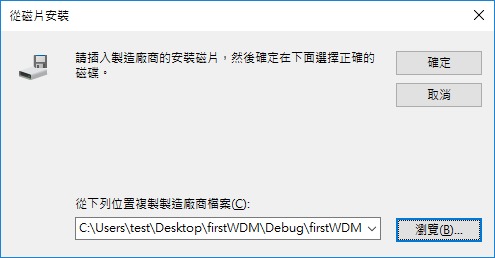 從磁片安裝
請插入製造廠商的安裝磁片，然後確定在下面選擇正確的
磁碟。
確定
取消
從下列位置複製製造廠商檔案(C):
C:\Users\test\Desktop\firstWDM\Debug\firstWDM
瀏覽(B)...